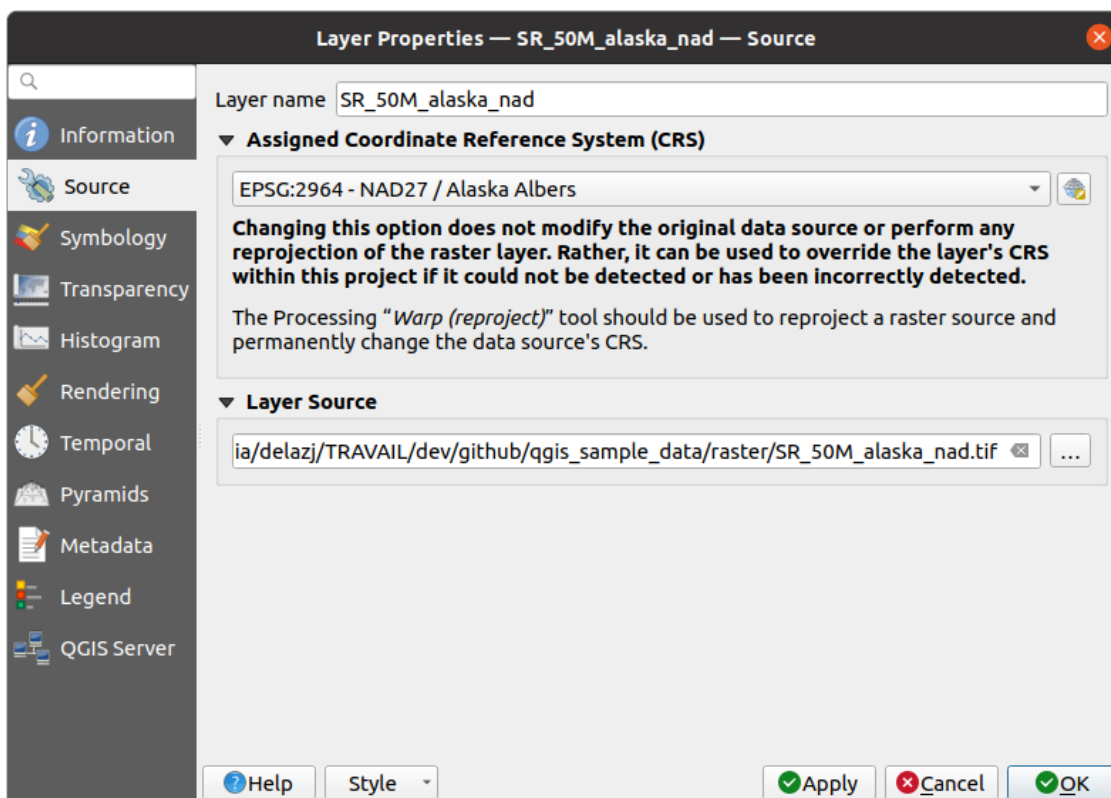 Layer Properties — SR_50M_alaska_nad — Source
Information
Source
Symbology
Transparency
Histogram
Rendering
Temporal
Pyramids
Metadata
Legend
QGIS Server
Layer name SR_50M_alaska_nad
Assigned Coordinate Reference System (CRS)
EPSG:2964 - NAD27 / Alaska Albers
Changing this option does not modify the original data source or perform any
reprojection of the raster layer. Rather, it can be used to override the layer's CRS
within this project if it could not be detected or has been incorrectly detected.
The Processing “Warp (reproject)” tool should be used to reproject a raster source and
permanently change the data source's CRS.
Layer Source
ia/delazj/TRAVAIL/dev/github/qgis_sample_data/raster/SR_50M_alaska_nad.tif
...
Help Style Apply Cancel OK